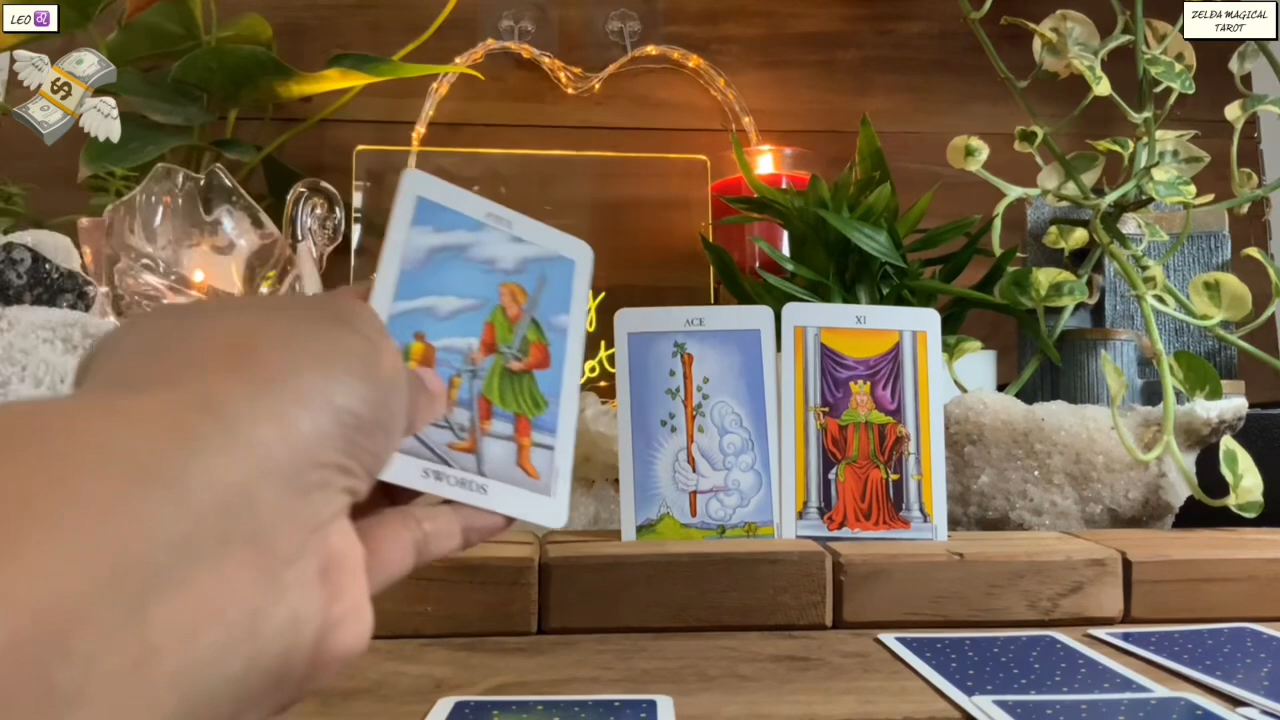 LEO ♌
ZELDA MAGICAL
TAROT
$
ACE
XI
SWORDS